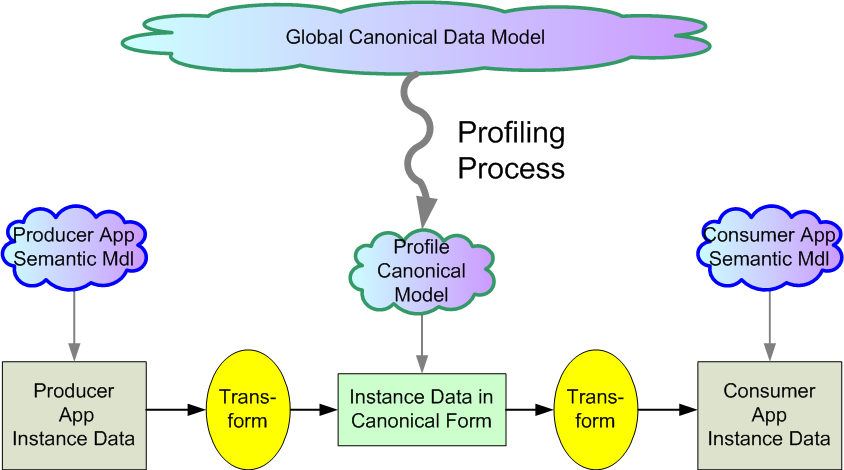 Global Canonical Data Model
Profiling
Process
Producer App
Semantic Mdl
Profile
Canonical
Model
Consumer App
Semantic Mdl
Producer
App
Instance Data
Trans-
form
Instance Data in
Canonical Form
Trans-
form
Consumer
App
Instance Data